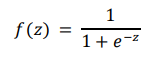 f(z) = 1 / (1 + e^{-z})